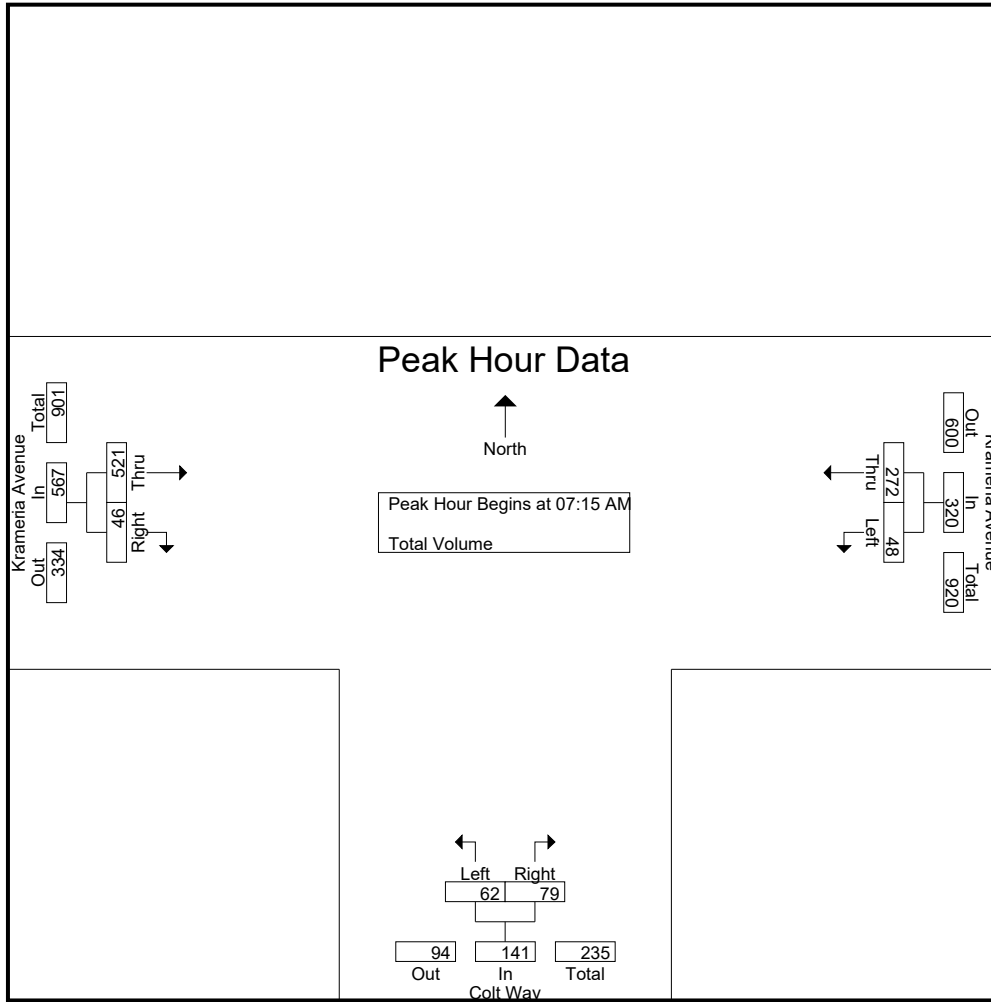 Peak Hour Data
North
Peak Hour Begins at 07:15 AM
Total Volume
Krameria Avenue
Total
901
In
567
Out
334
521
Thru
46
Right
Krameria Avenue
Out
600
In
320
Total
920
272
Thru
48
Left
Left Right
62 79
94 141 235
Out In Total
Colt Way